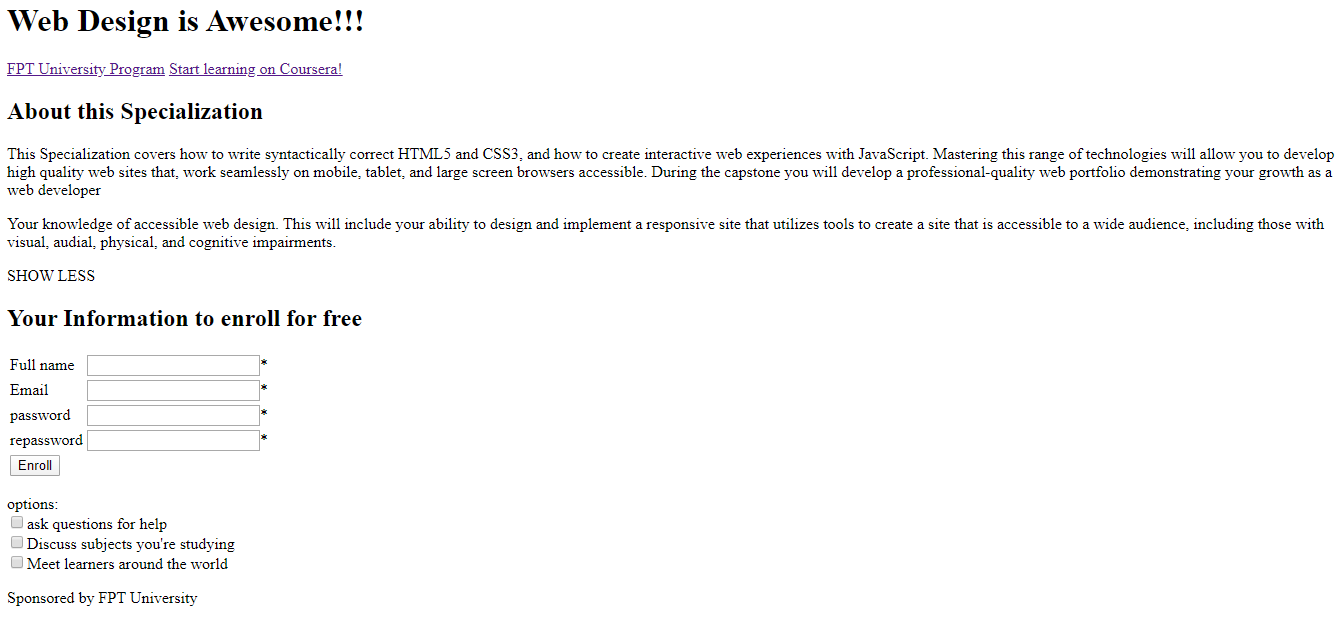 Web Design is Awesome!!!
FPT University Program Start learning on Coursera!
About this Specialization
This Specialization covers how to write syntactically correct HTML5 and CSS3, and how to create interactive web experiences with JavaScript. Mastering this range of technologies will allow you to develop
high quality web sites that, work seamlessly on mobile, tablet, and large screen browsers accessible. During the capstone you will develop a professional-quality web portfolio demonstrating your growth as a
web developer
Your knowledge of accessible web design. This will include your ability to design and implement a responsive site that utilizes tools to create a site that is accessible to a wide audience, including those with
visual, audial, physical, and cognitive impairments.
SHOW LESS
Your Information to enroll for free
Full name *
Email *
password *
repassword *
Enroll
options:
ask questions for help
Discuss subjects you're studying
Meet learners around the world
Sponsored by FPT University